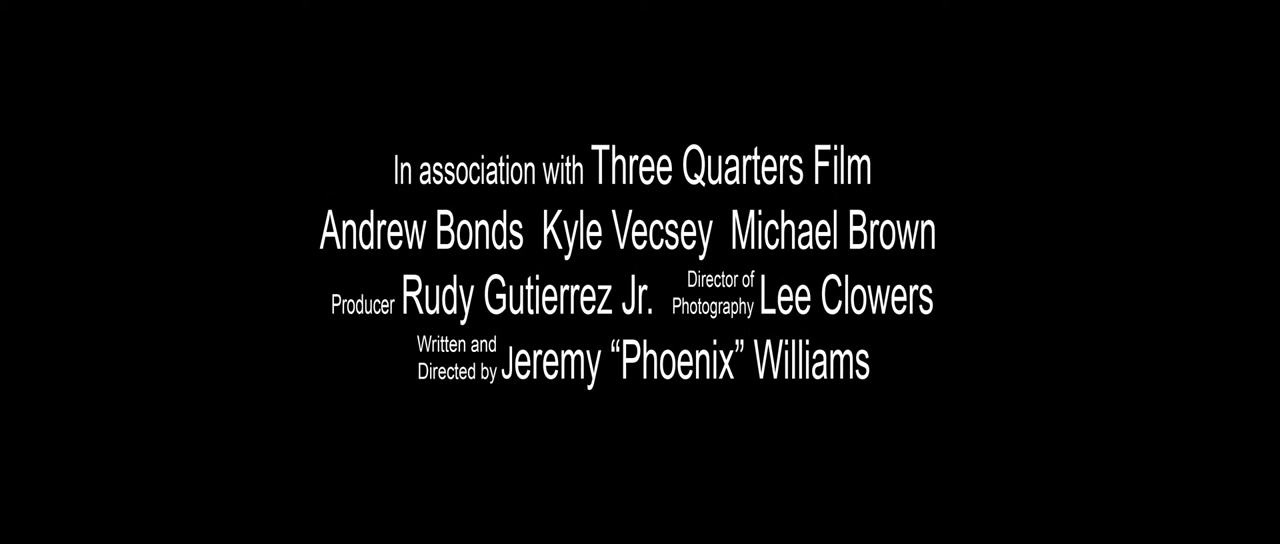 In association with Three Quarters Film
Andrew Bonds Kyle Vecsey Michael Brown
Producer Rudy Gutierrez Jr. Director of Photography Lee Clowers
Written and Directed by Jeremy “Phoenix” Williams